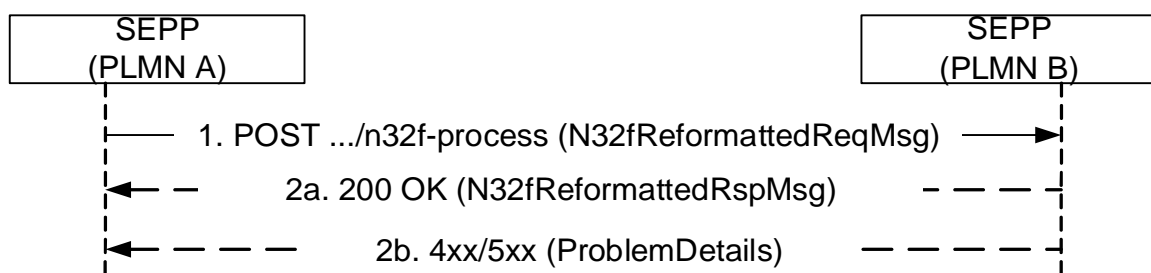 SEPP
(PLMN A)
SEPP
(PLMN B)
1. POST .../n32f-process (N32fReformattedReqMsg)
2a. 200 OK (N32fReformattedRspMsg)
2b. 4xx/5xx (ProblemDetails)